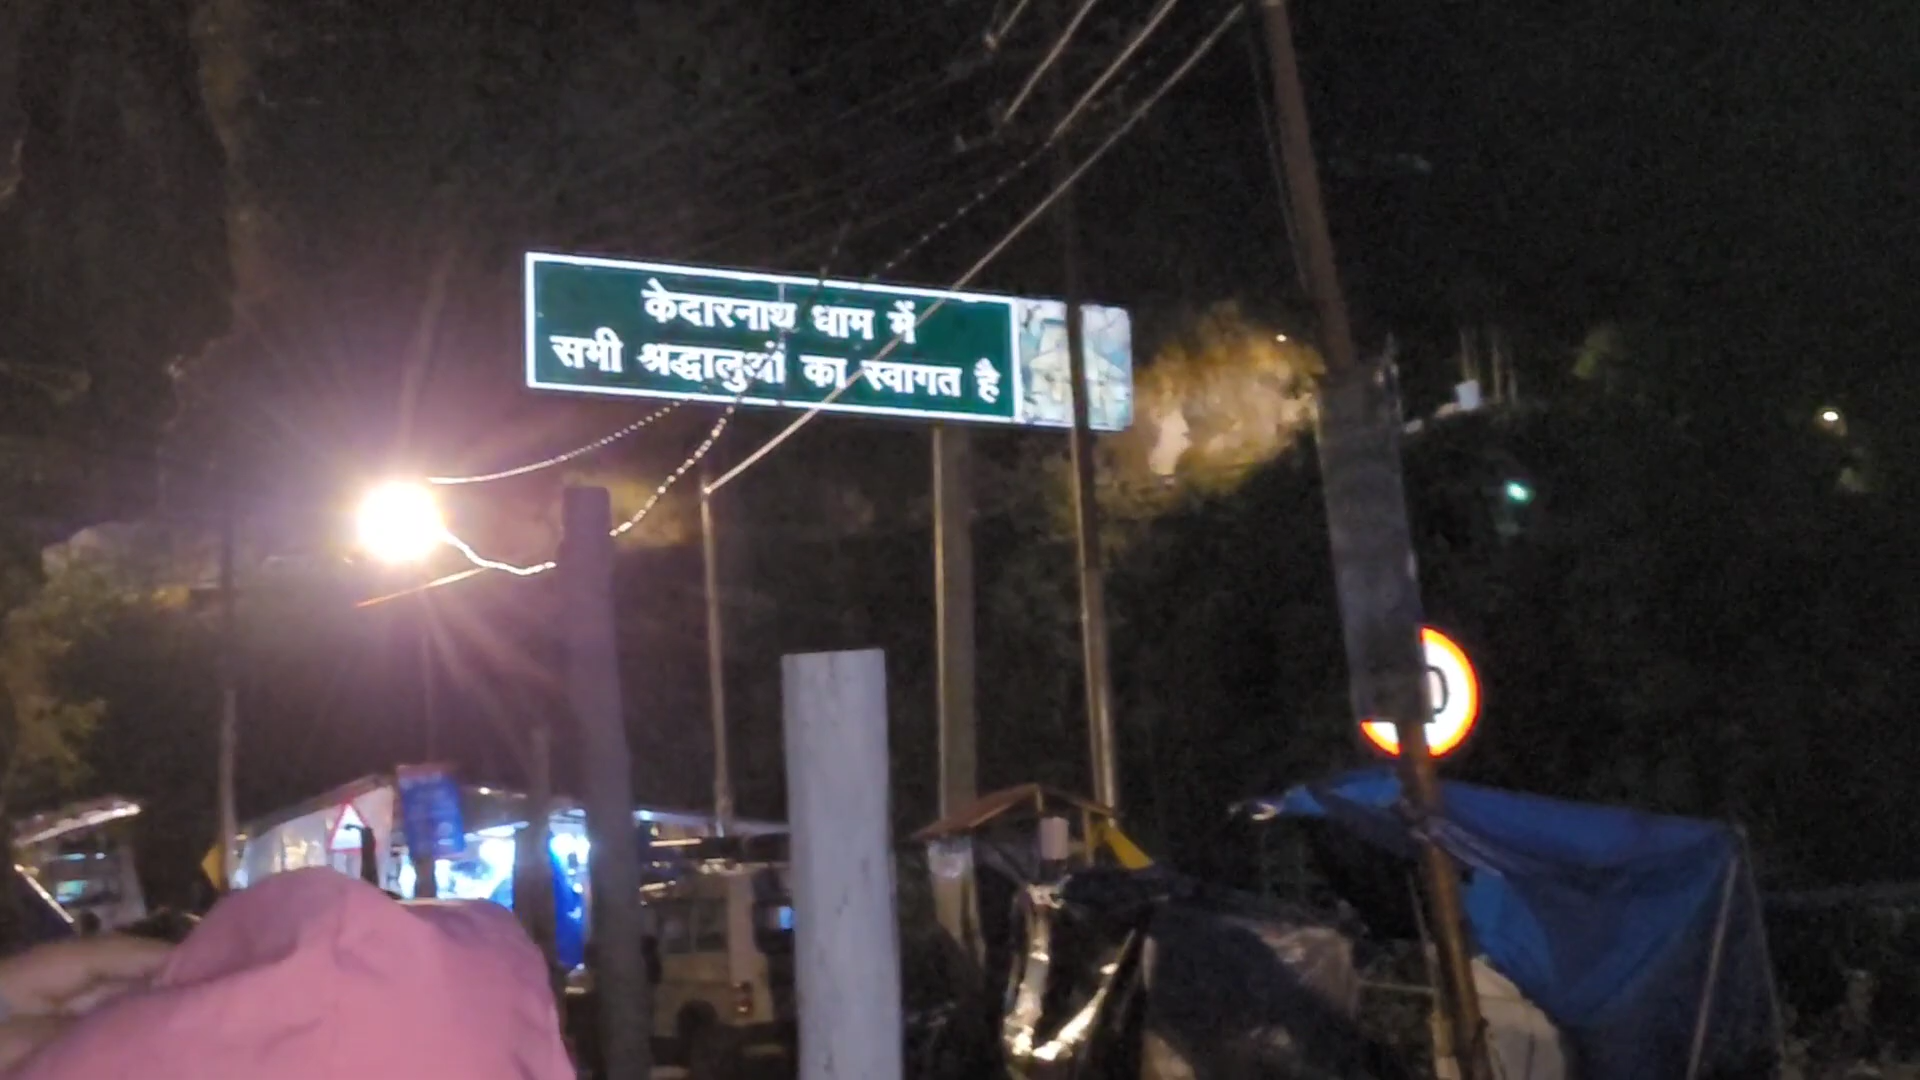 केदारनाथ धाम में
सभी श्रद्धालुओं का स्वागत है